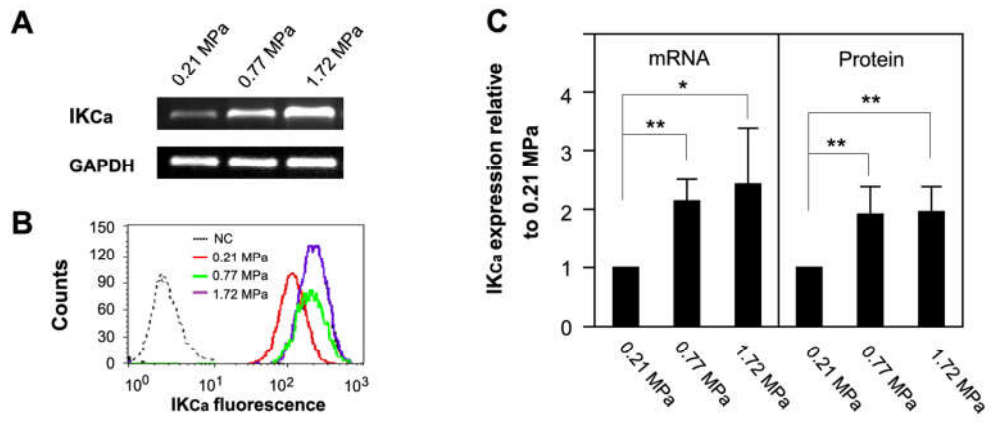 A
0.21 MPa
0.77 MPa
1.72 MPa
IKCa
GAPDH
B
Counts
150
120
90
60
30
0
NC
0.21 MPa
0.77 MPa
1.72 MPa
10⁰
10¹
10²
10³
IKCa fluorescence
C
IKCa expression relative
to 0.21 MPa
4
3
2
1
0
mRNA
*
**
Protein
**
**
0.21 MPa
0.77 MPa
1.72 MPa
0.21 MPa
0.77 MPa
1.72 MPa